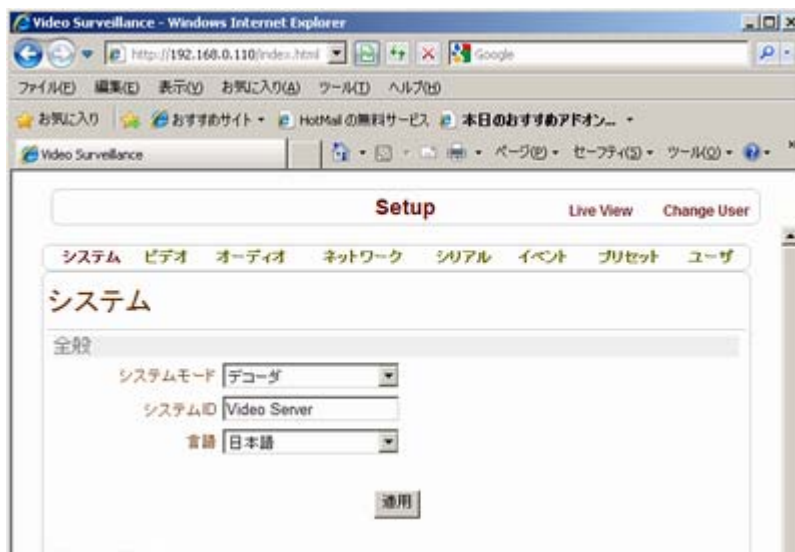 Video Surveillance - Windows Internet Explorer
http://192.168.0.110/index.html Google
ファイル(F) 編集(E) 表示(V) お気に入り(A) ツール(T) ヘルプ(H)
お気に入り おすすめサイト HotMail の無料サービス 本日のおすすめアドオン...
Video Surveillance ページ(P) セーフティ(S) ツール(O)
Setup Live View Change User
システム ビデオ オーディオ ネットワーク シリアル イベント プリセット ユーザ
システム
全般
システムモード デコーダ
システムID Video Server
言語 日本語
適用